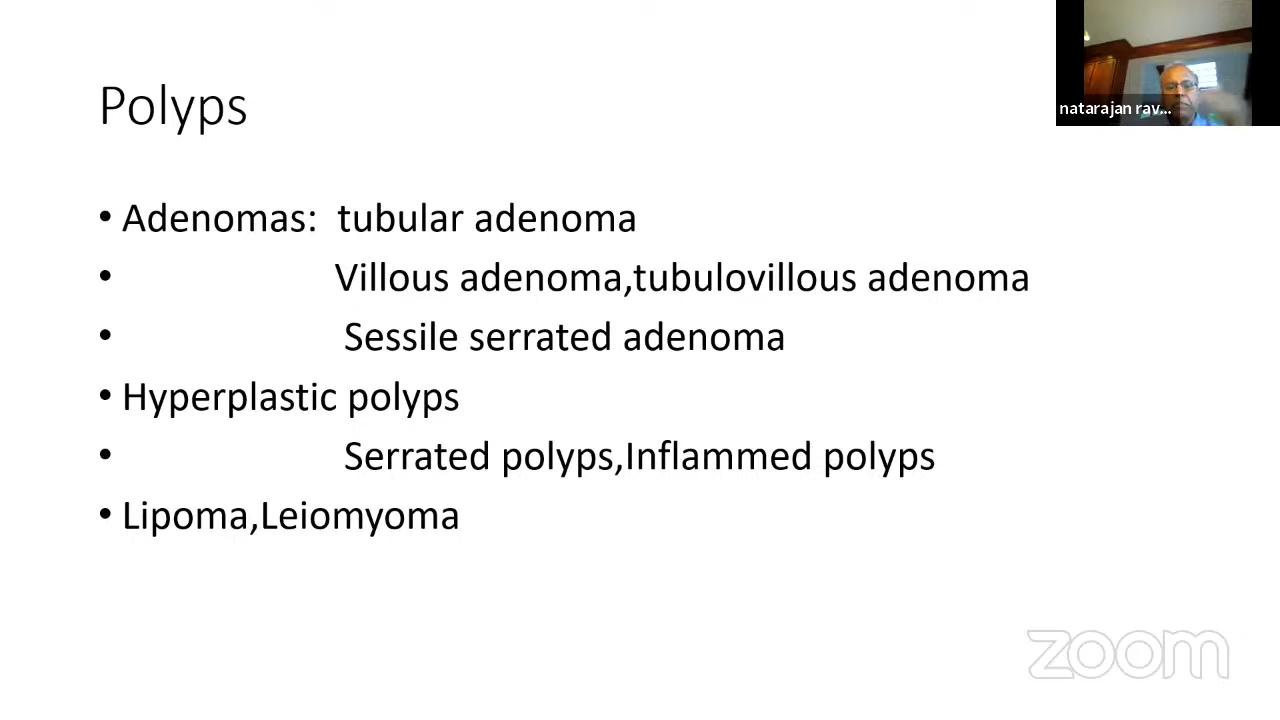 Polyps
natarajan rav...
• Adenomas: tubular adenoma
• Villous adenoma,tubulovillous adenoma
• Sessile serrated adenoma
• Hyperplastic polyps
• Serrated polyps,Inflammed polyps
• Lipoma,Leiomyoma
zoom